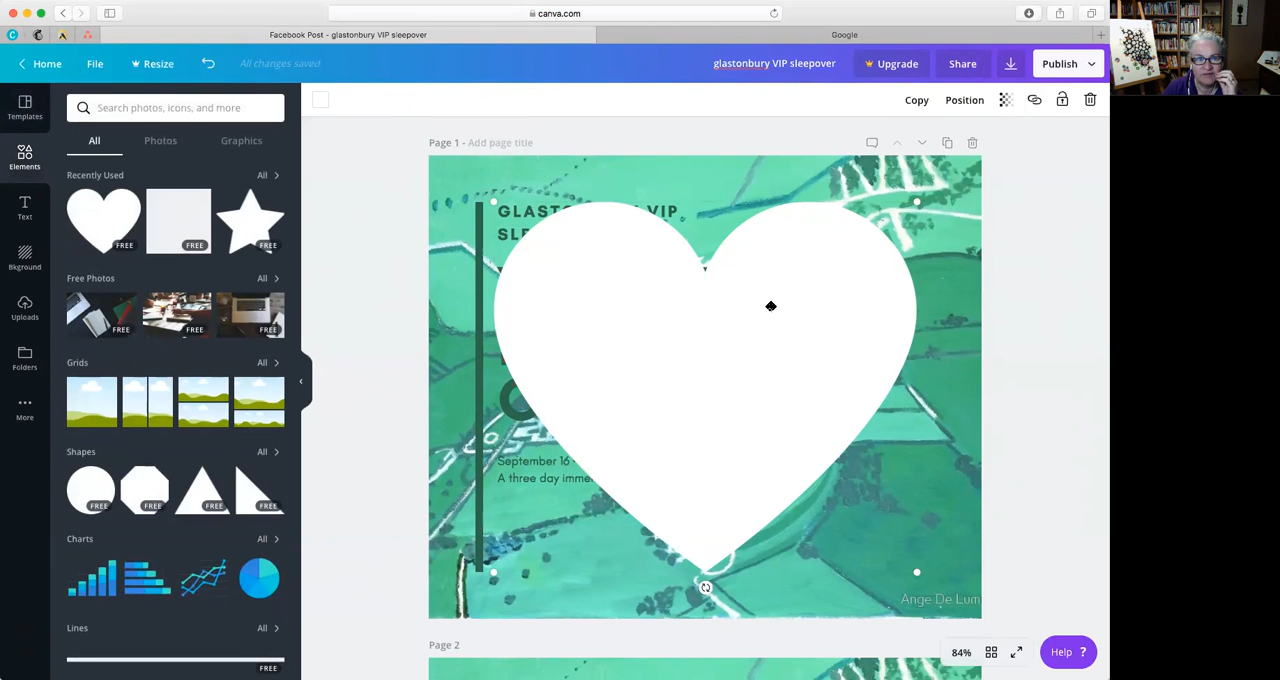 canva.com
Facebook Post - glastonbury VIP sleepover
Google
Home
File
Resize
All changes saved
glastonbury VIP sleepover
Upgrade
Share
Publish
Templates
Elements
Text
Bkground
Uploads
Folders
More
Search photos, icons, and more
All
Photos
Graphics
Recently Used
All
FREE
FREE
FREE
Free Photos
All
FREE
FREE
FREE
Grids
All
Shapes
All
FREE
FREE
FREE
FREE
Charts
All
Lines
All
FREE
Copy
Position
Page 1 - Add page title
VIP
September 16
A three day
Ange De Lum
Page 2
84%
Help ?